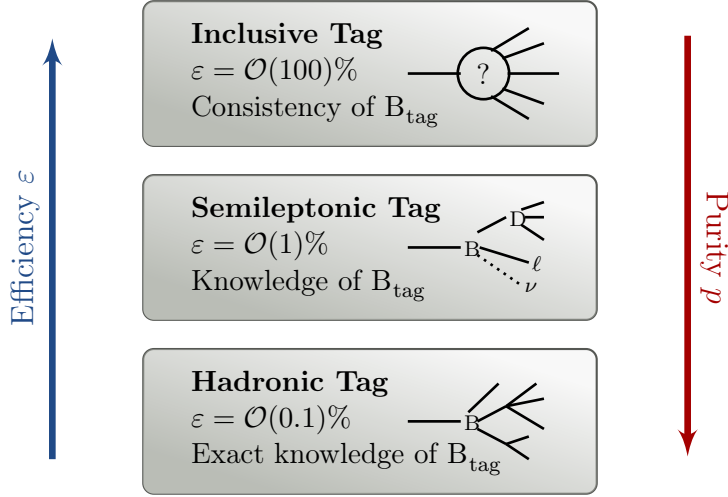 Inclusive Tag
ε = O(100)%
Consistency of B_tag
?
Semileptonic Tag
ε = O(1)%
Knowledge of B_tag
B
D
ℓ
ν
Hadronic Tag
ε = O(0.1)%
Exact knowledge of B_tag
B
Efficiency ε
Purity p